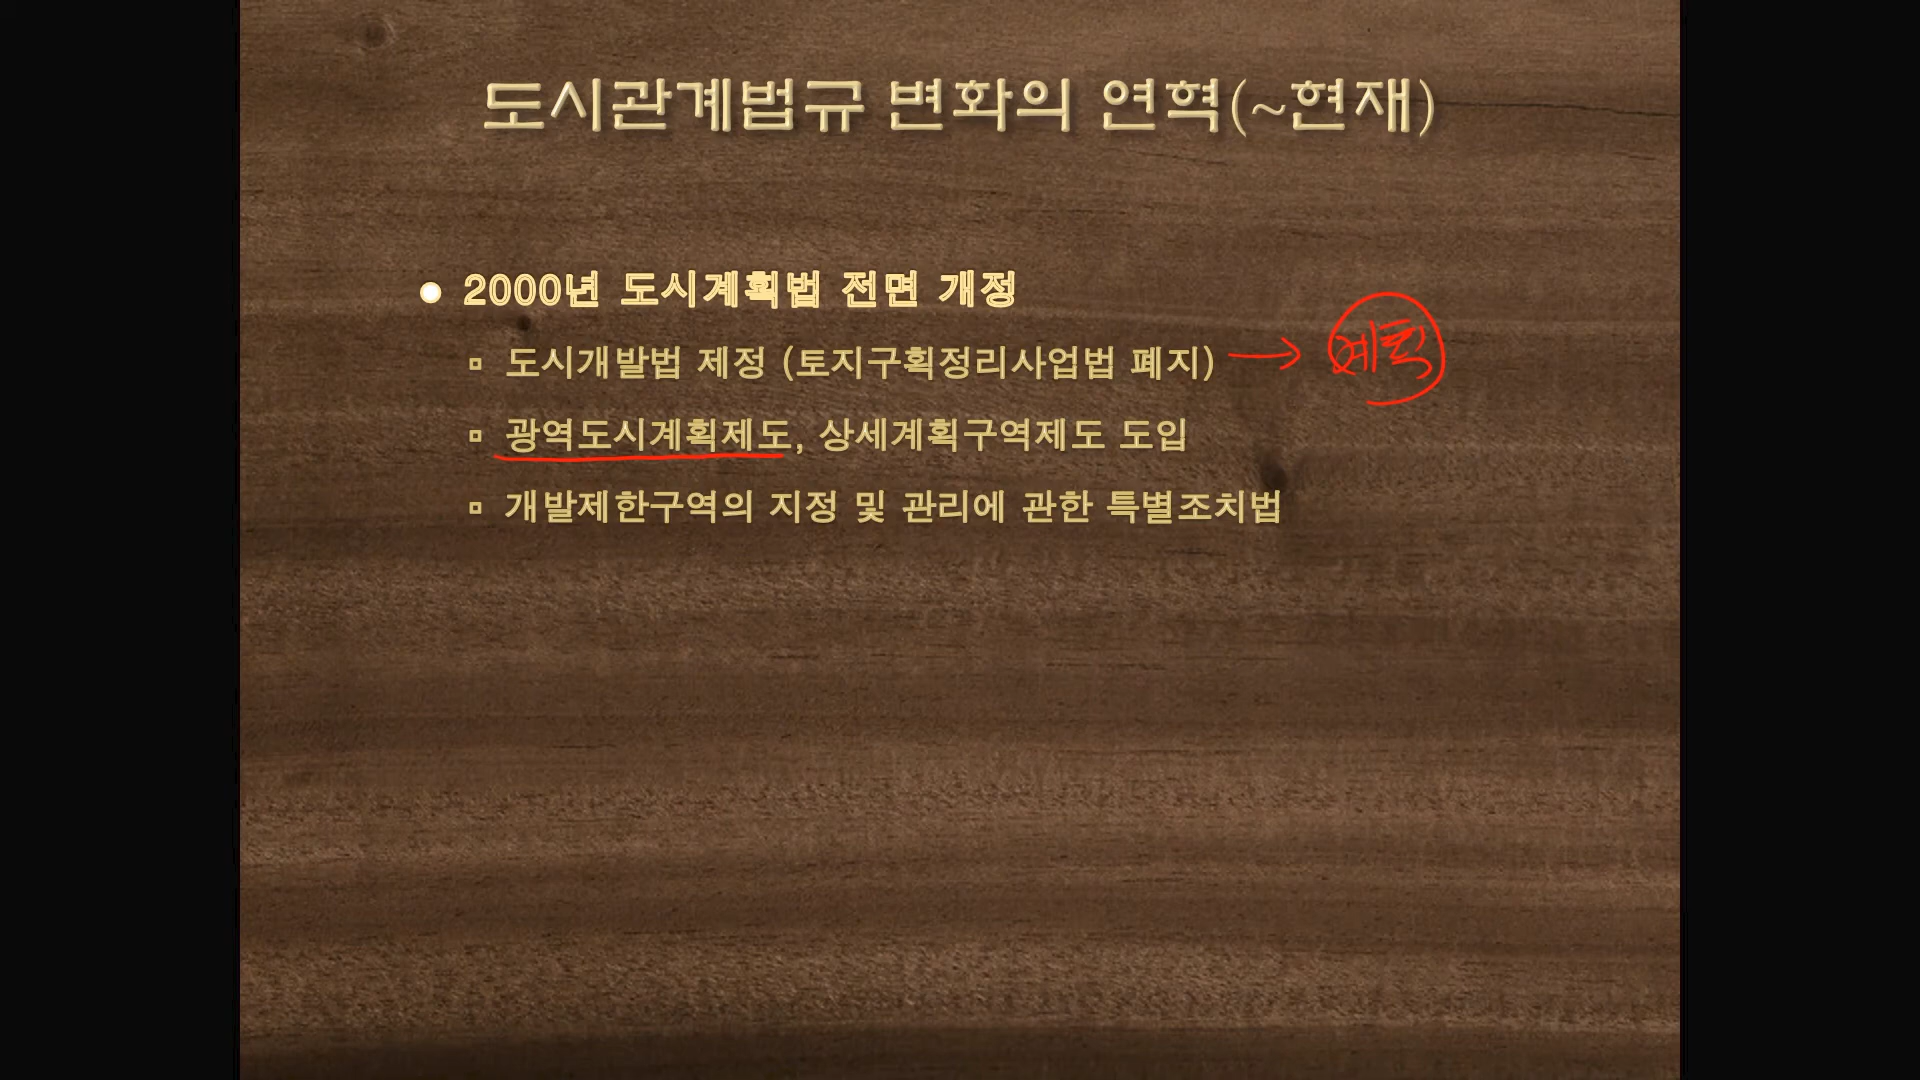 도시관계법규 변화의 연혁(~현재)
2000년 도시계획법 전면 개정
도시개발법 제정 (토지구획정리사업법 폐지) → 계획
광역도시계획제도, 상세계획구역제도 도입
개발제한구역의 지정 및 관리에 관한 특별조치법